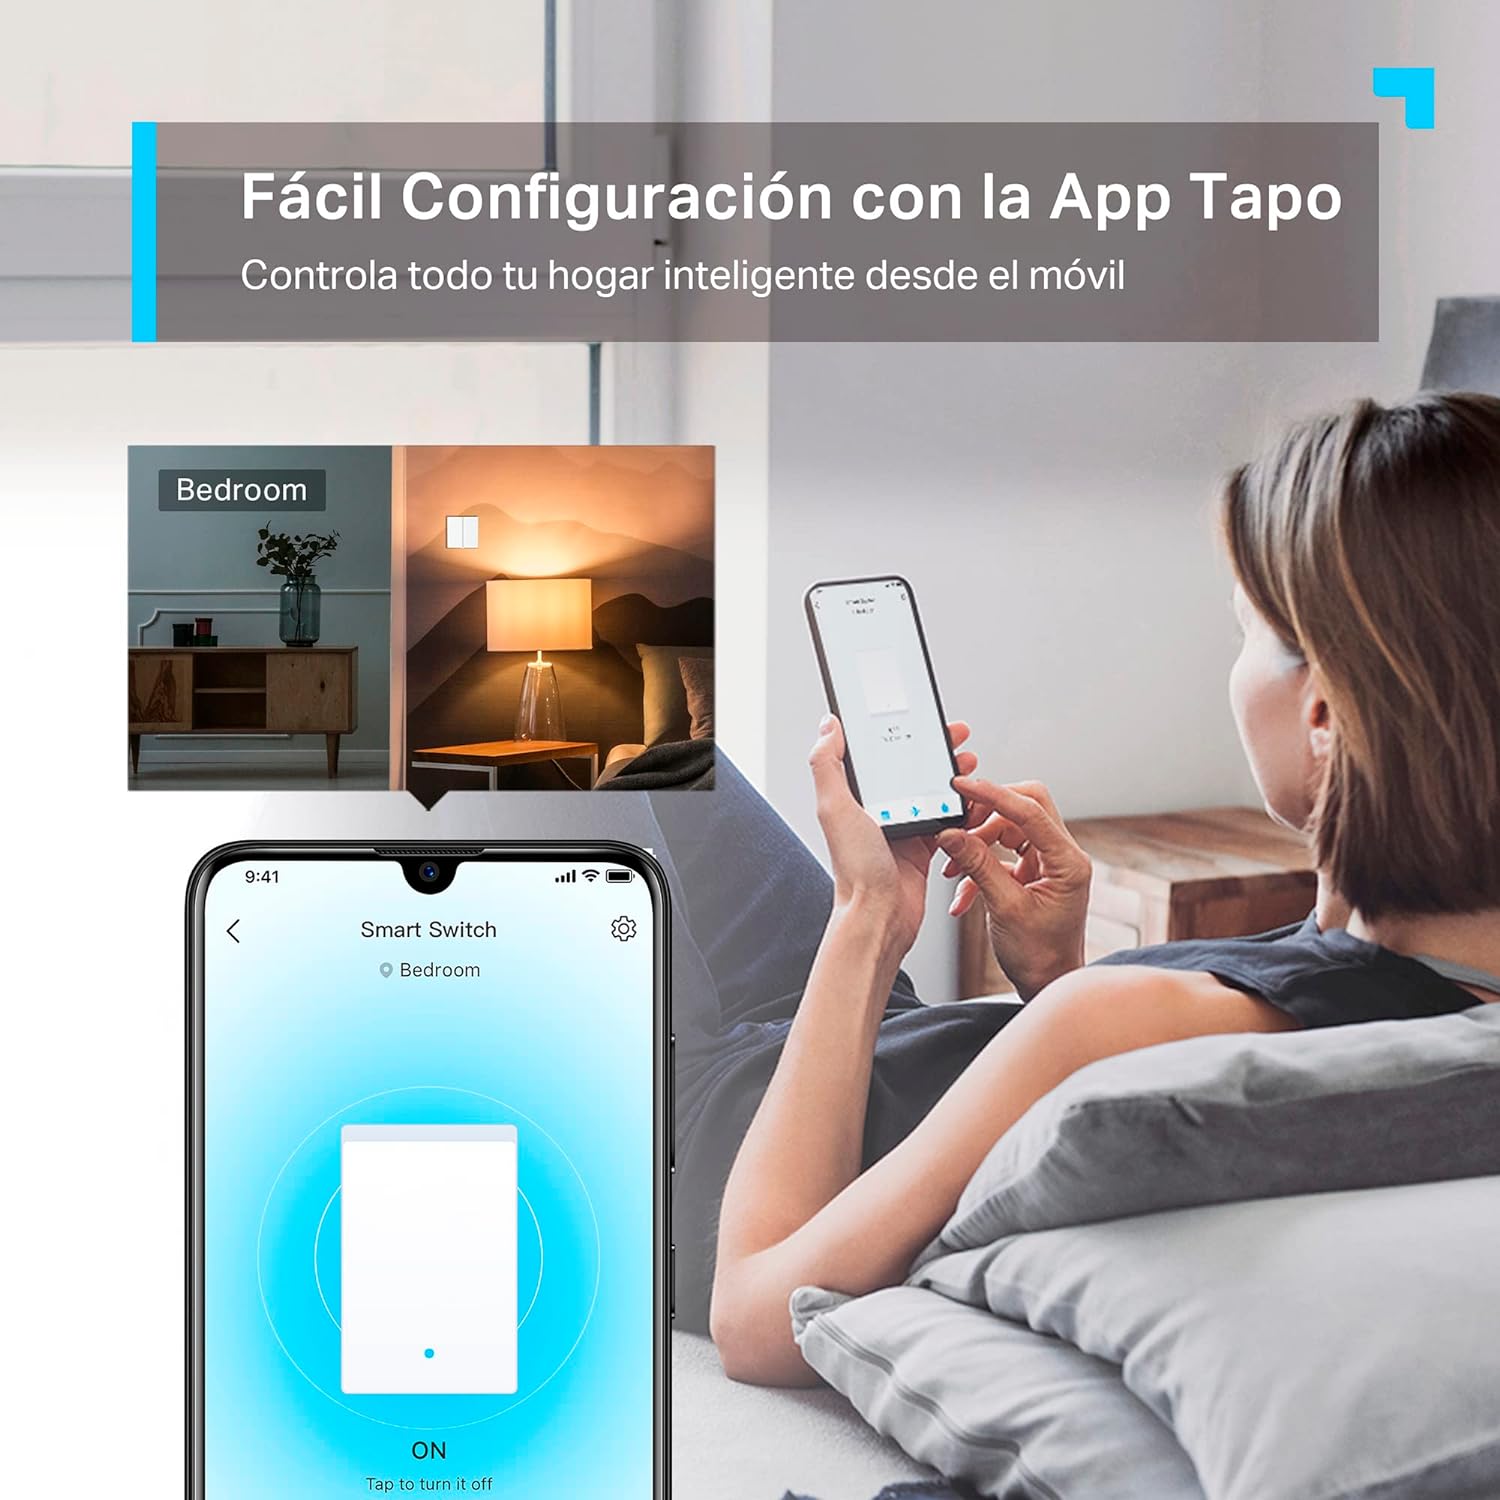 Fácil Configuración con la App Tapo
Controla todo tu hogar inteligente desde el móvil
Bedroom
9:41
Smart Switch
Bedroom
ON
Tap to turn it off